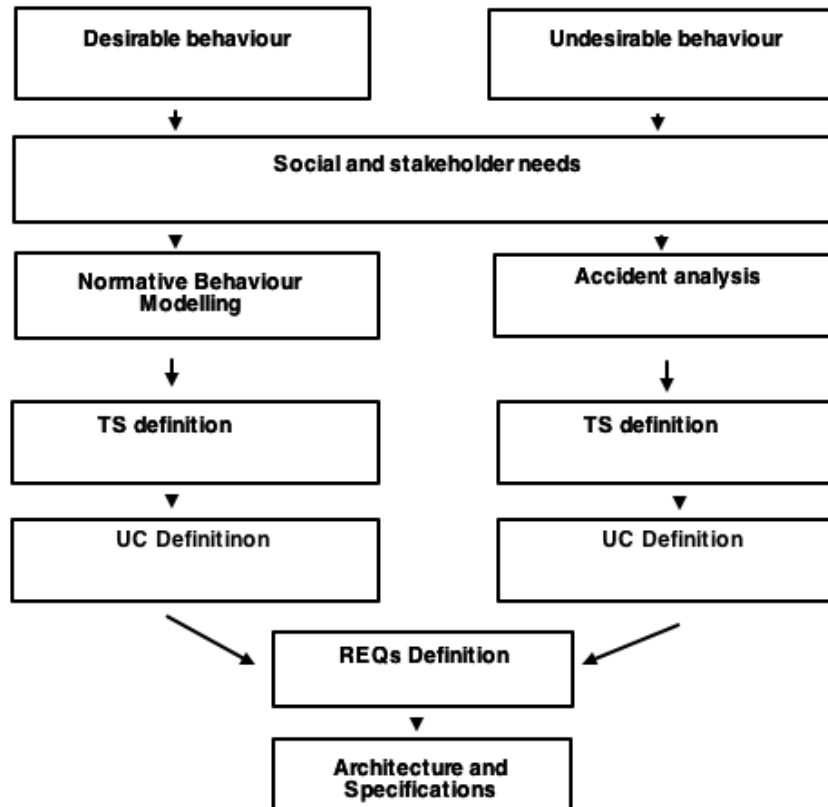 Desirable behaviour
Undesirable behaviour
Social and stakeholder needs
Normative Behaviour
Modelling
Accident analysis
TS definition
TS definition
UC Definitinon
UC Definition
REQs Definition
Architecture and
Specifications